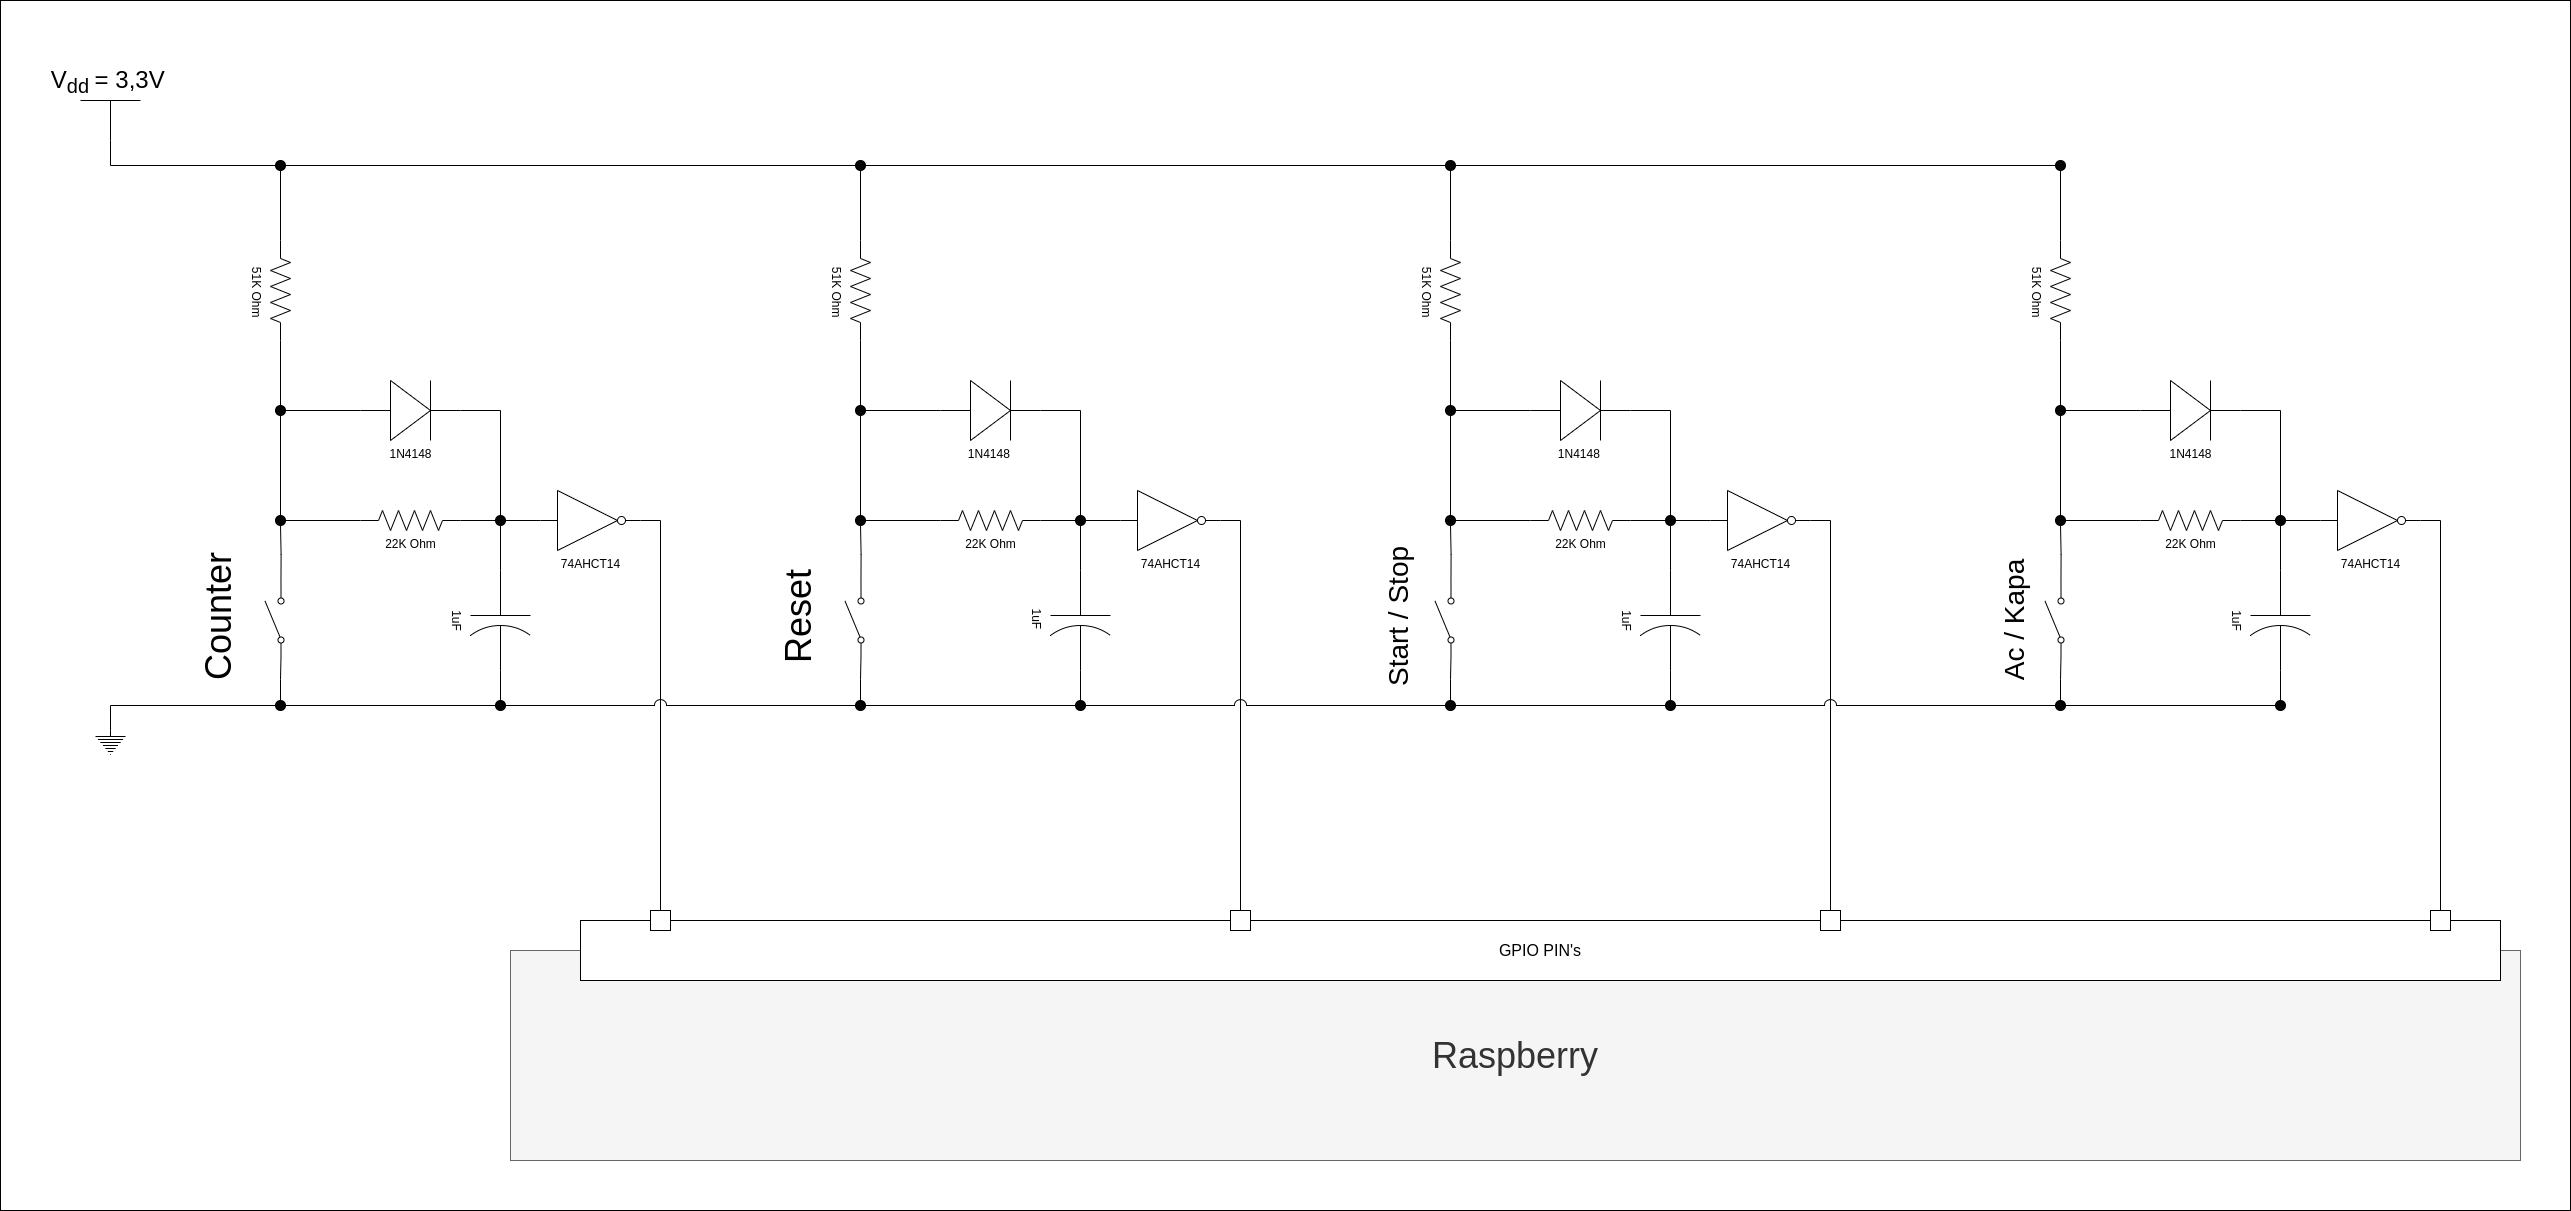 Vdd = 3,3V
51K Ohm
51K Ohm
51K Ohm
51K Ohm
1N4148
1N4148
1N4148
1N4148
22K Ohm
22K Ohm
22K Ohm
22K Ohm
74AHCT14
74AHCT14
74AHCT14
74AHCT14
Counter
Reset
Start / Stop
Ac / Kapa
1uF
1uF
1uF
1uF
GPIO PIN's
Raspberry